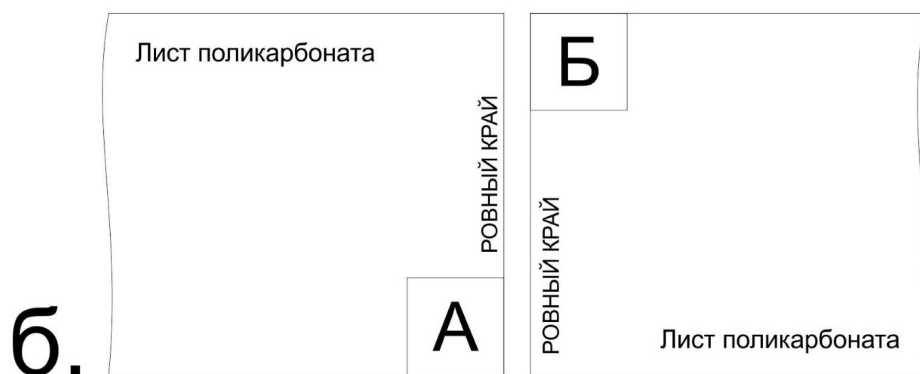 Лист поликарбоната
РОВНЫЙ КРАЙ
А
Б
РОВНЫЙ КРАЙ
Лист поликарбоната
б.